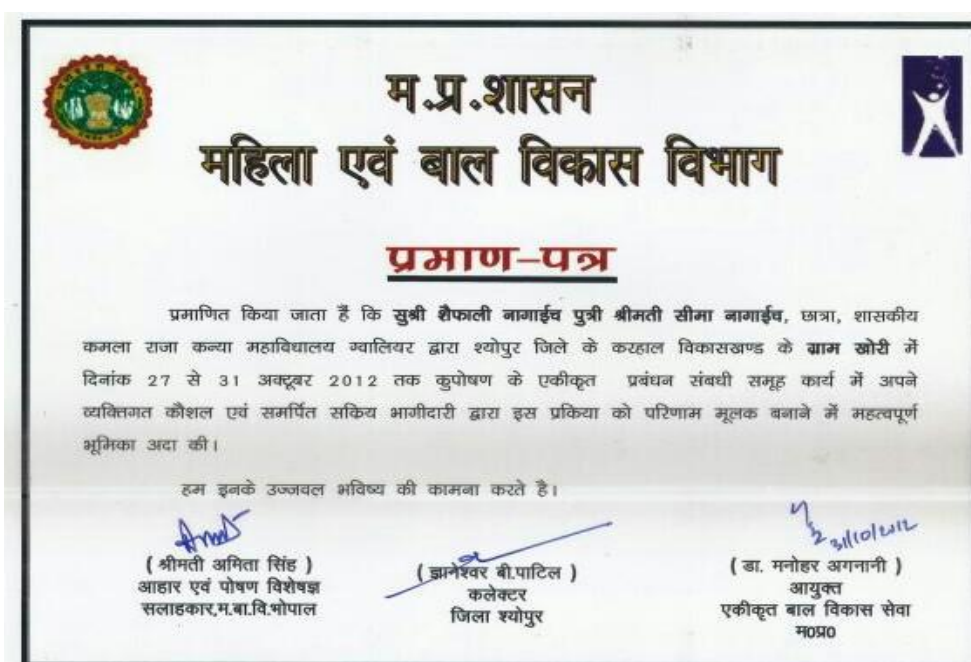 म.प्र.शासन
महिला एवं बाल विकास विभाग
प्रमाण-पत्र
प्रमाणित किया जाता हैं कि सुश्री शैफाली नागाईच पुत्री श्रीमती सीमा नागाईच, छात्रा, शासकीय
कमला राजा कन्या महाविधालय ग्वालियर द्वारा श्योपुर जिले के करहाल विकासखण्ड के ग्राम खोरी में
दिनांक 27 से 31 अक्टूबर 2012 तक कुपोषण के एकीकृत प्रबंधन संबधी समूह कार्य में अपने
व्यक्तिगत कौशल एवं समर्पित सकिय भागीदारी द्वारा इस प्रकिया को परिणाम मूलक बनाने में महत्वपूर्ण
भूमिका अदा की।
हम इनके उज्जवल भविष्य की कामना करते है।
31/10/2012
( श्रीमती अमिता सिंह )
आहार एवं पोषण विशेषज्ञ
सलाहकार,म.बा.वि.भोपाल
( ज्ञानेश्वर बी.पाटिल )
कलेक्टर
जिला श्योपुर
( डा. मनोहर अगनानी )
आयुक्त
एकीकृत बाल विकास सेवा
म0प्र0